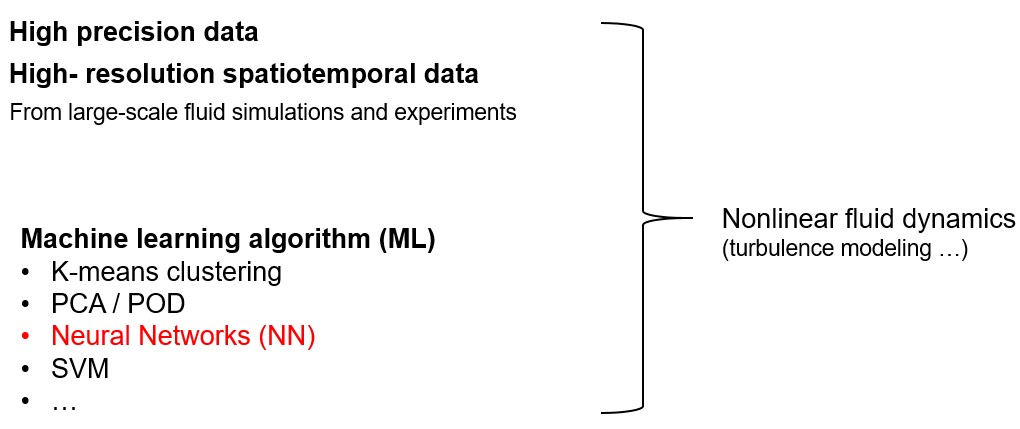 High precision data
High- resolution spatiotemporal data
From large-scale fluid simulations and experiments
Machine learning algorithm (ML)
• K-means clustering
• PCA / POD
• Neural Networks (NN)
• SVM
• …
Nonlinear fluid dynamics
(turbulence modeling …)